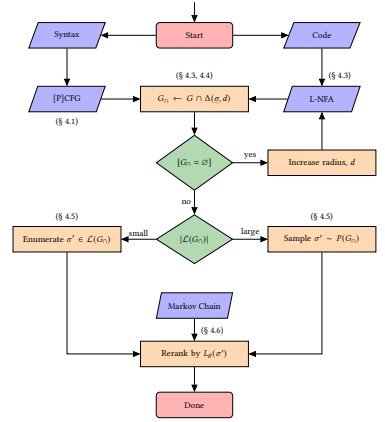 Syntax
Start
Code
(§ 4.3, 4.4)
(§ 4.3)
[P]CFG
G∩ ← G ∩ Δ(σ, d)
L-NFA
(§ 4.1)
[G∩ = ∅]
yes
Increase radius, d
no
(§ 4.5)
(§ 4.5)
Enumerate σ′ ∈ ℒ(G∩)
small
|ℒ(G∩)|
large
Sample σ′ ∼ P(G∩)
Markov Chain
(§ 4.6)
Rerank by Lθ(σ′)
Done